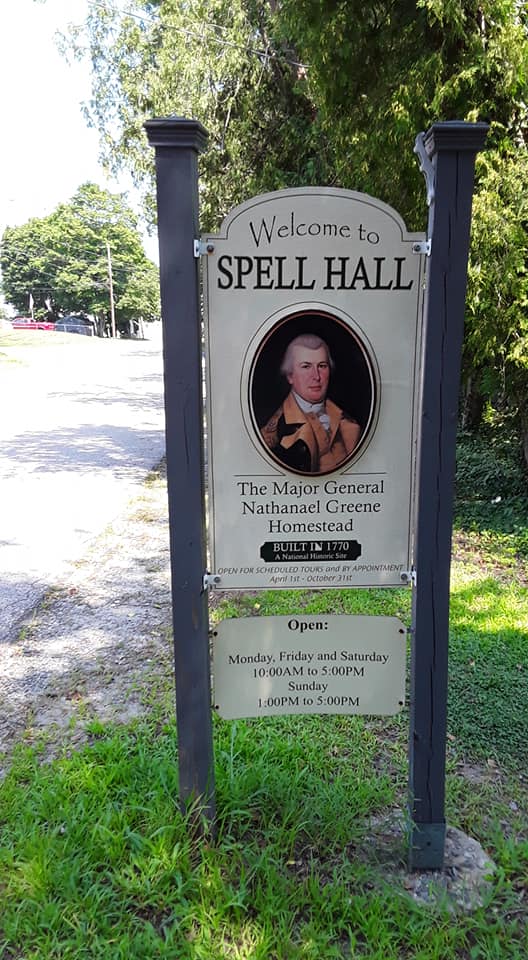 Welcome to
SPELL HALL
The Major General
Nathanael Greene
Homestead
BUILT IN 1770
A National Historic Site
OPEN FOR SCHEDULED TOURS and BY APPOINTMENT
April 1st - October 31st
Open:
Monday, Friday and Saturday
10:00AM to 5:00PM
Sunday
1:00PM to 5:00PM